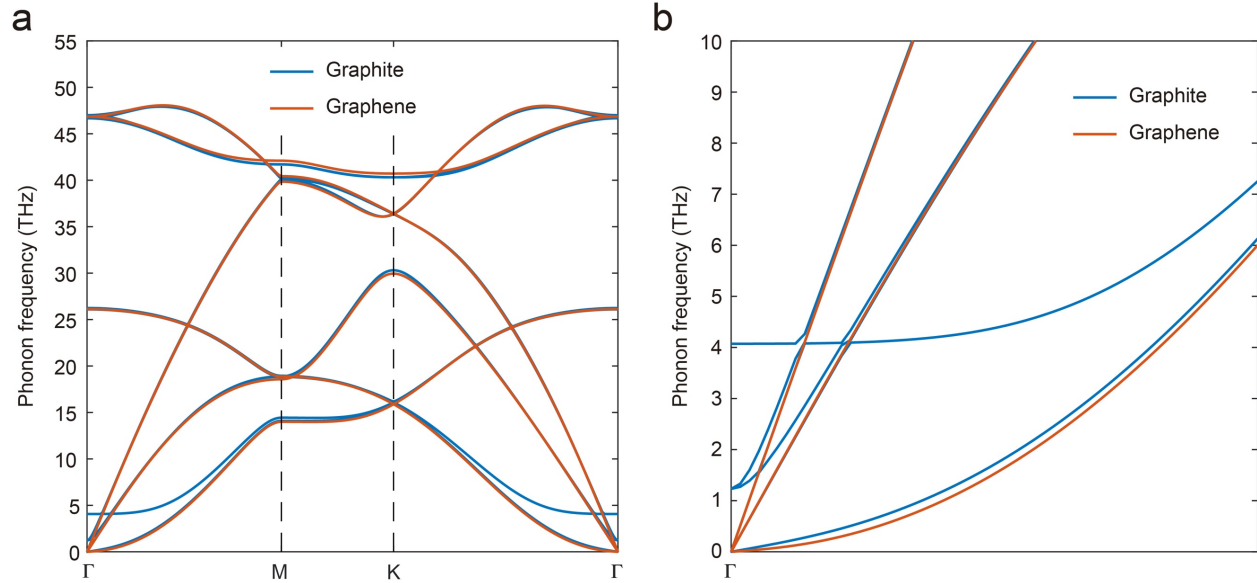 a
55
50
45
40
35
30
25
20
15
10
5
0
Phonon frequency (THz)
Graphite
Graphene
Γ
M
K
Γ
b
10
9
8
7
6
5
4
3
2
1
0
Phonon frequency (THz)
Graphite
Graphene
Γ